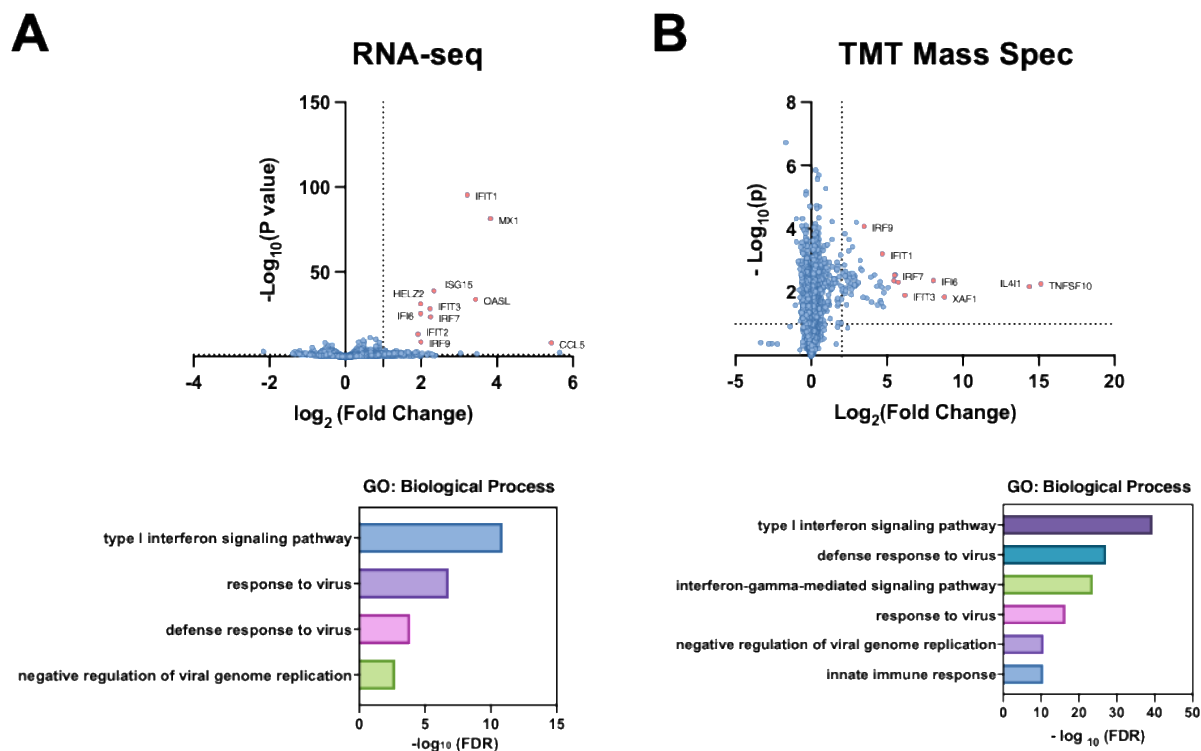 A
RNA-seq
150
100
50
-Log10(P value)
IFIT1
MX1
ISG15
HELZ2
OASL
IFIT3
IFI6
IRF7
IFIT2
IRF9
CCL5
-4
-2
0
2
4
6
log2 (Fold Change)
GO: Biological Process
type I interferon signaling pathway
response to virus
defense response to virus
negative regulation of viral genome replication
0
5
10
15
-log10 (FDR)
B
TMT Mass Spec
8
6
4
2
- Log10(p)
IRF9
IFIT1
IRF7
IFI6
IFIT3
XAF1
IL4I1
TNFSF10
-5
0
5
10
15
20
Log2(Fold Change)
GO: Biological Process
type I interferon signaling pathway
defense response to virus
interferon-gamma-mediated signaling pathway
response to virus
negative regulation of viral genome replication
innate immune response
0
10
20
30
40
50
- log 10 (FDR)